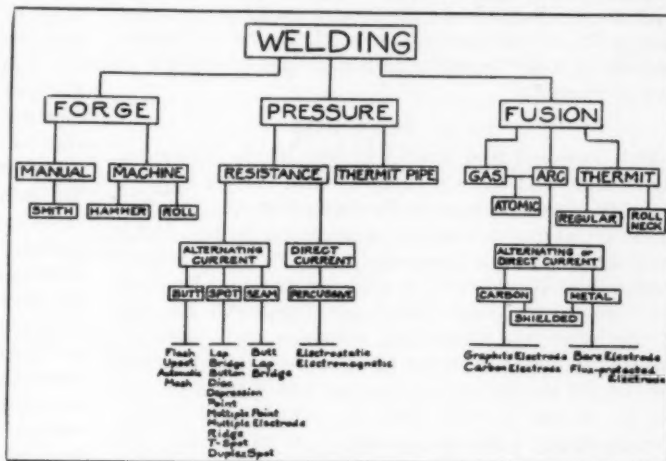 WELDING
FORGE
PRESSURE
FUSION
MANUAL
MACHINE
RESISTANCE
THERMIT PIPE
GAS
ARC
THERMIT
SMITH
HAMMER
ROLL
ATOMIC
REGULAR
ROLL
NECK
ALTERNATING
CURRENT
DIRECT
CURRENT
ALTERNATING or
DIRECT CURRENT
BUTT
SPOT
SEAM
PERCUSSIVE
CARBON
METAL
SHIELDED
Flash
Upset
Automatic
Mash
Lap
Bridge
Button
Disc
Depression
Point
Multiple Point
Multiple Electrode
Ridge
T-Spot
Duplex Spot
Butt
Lap
Bridge
Electrostatic
Electromagnetic
Graphite Electrode
Carbon Electrode
Bare Electrode
Flux-protected
Electrode